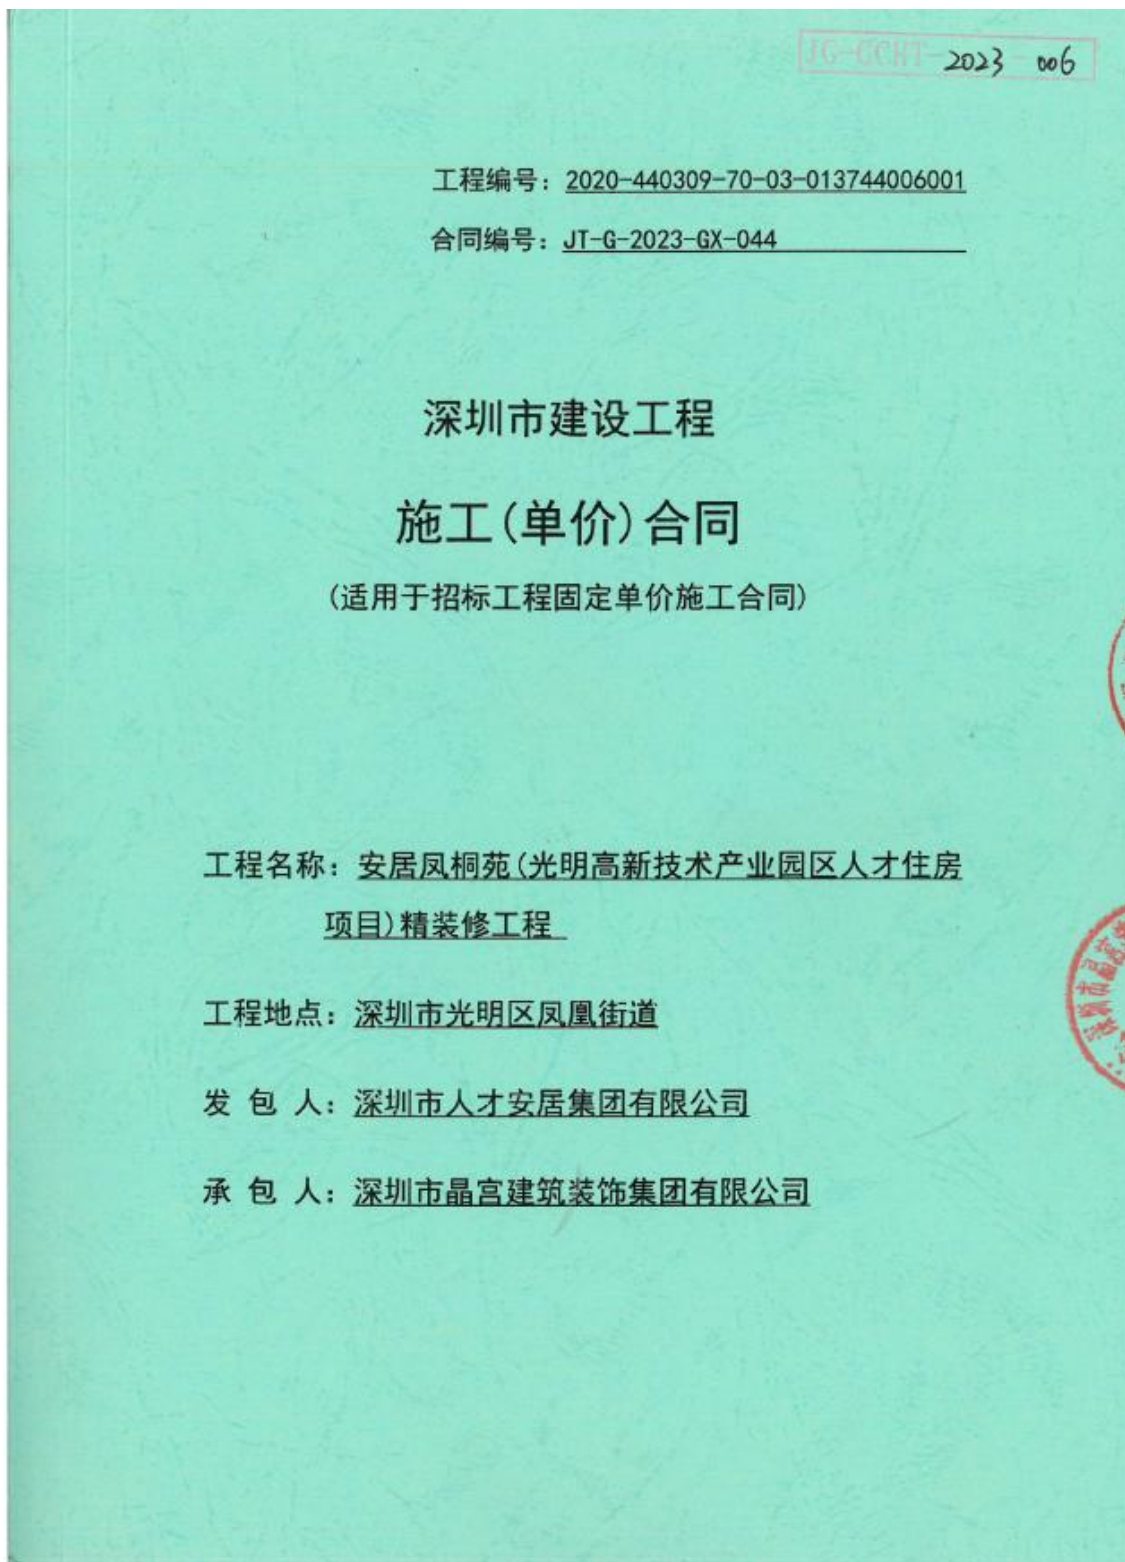 JG-GCHT-2023-006
工程编号：2020-440309-70-03-013744006001
合同编号：JT-G-2023-GX-044
深圳市建设工程
施工(单价)合同
(适用于招标工程固定单价施工合同)
工程名称：安居凤桐苑(光明高新技术产业园区人才住房
项目)精装修工程
工程地点：深圳市光明区凤凰街道
发 包 人：深圳市人才安居集团有限公司
承 包 人：深圳市晶宫建筑装饰集团有限公司
深圳市晶宫